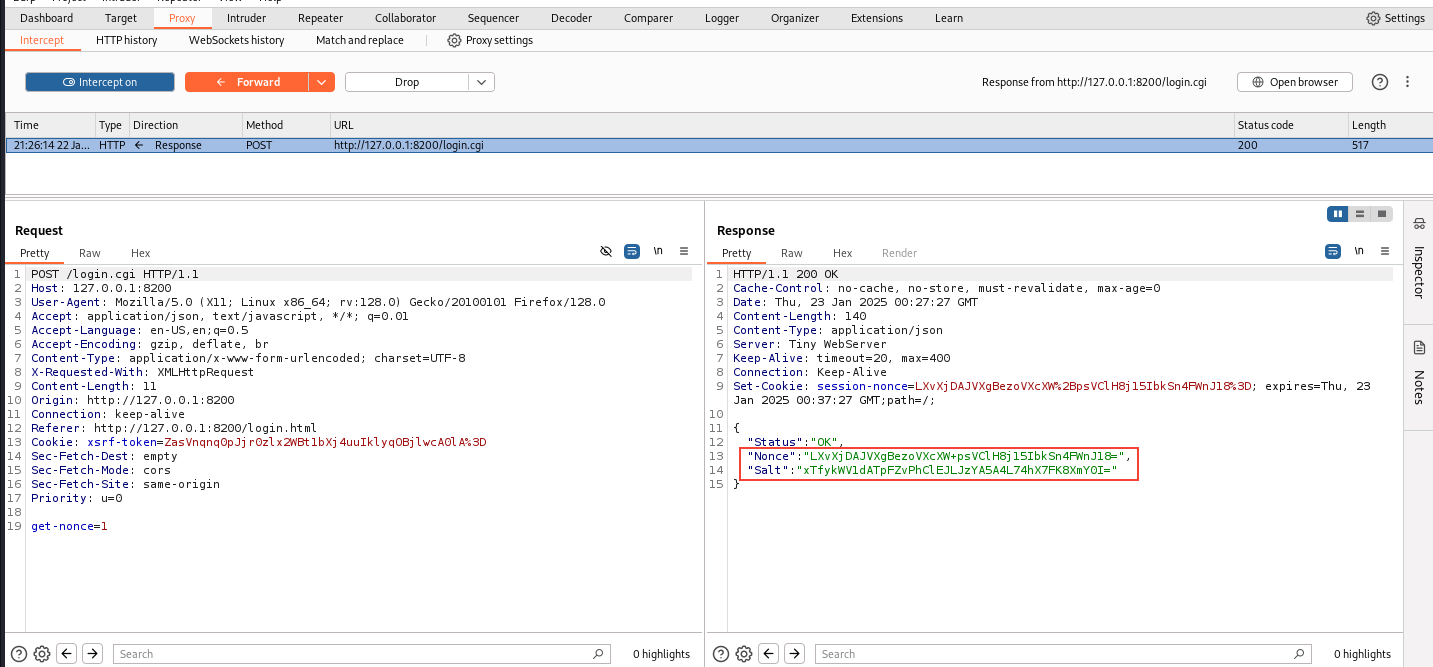 Dashboard Target Proxy Intruder Repeater Collaborator Sequencer Decoder Comparer Logger Organizer Extensions Learn Settings
Intercept HTTP history WebSockets history Match and replace Proxy settings
Intercept on Forward Drop Response from http://127.0.0.1:8200/login.cgi Open browser
Time Type Direction Method URL Status code Length
21:26:14 22 Ja... HTTP Response POST http://127.0.0.1:8200/login.cgi 200 517
Request
Pretty Raw Hex \n
1 POST /login.cgi HTTP/1.1
2 Host: 127.0.0.1:8200
3 User-Agent: Mozilla/5.0 (X11; Linux x86_64; rv:128.0) Gecko/20100101 Firefox/128.0
4 Accept: application/json, text/javascript, */*; q=0.01
5 Accept-Language: en-US,en;q=0.5
6 Accept-Encoding: gzip, deflate, br
7 Content-Type: application/x-www-form-urlencoded; charset=UTF-8
8 X-Requested-With: XMLHttpRequest
9 Content-Length: 11
10 Origin: http://127.0.0.1:8200
11 Connection: keep-alive
12 Referer: http://127.0.0.1:8200/login.html
13 Cookie: xsrf-token=ZasVnqnqOpJjr0zlx2WBt1bXj4uuIklyqOBjlwcAOlA%3D
14 Sec-Fetch-Dest: empty
15 Sec-Fetch-Mode: cors
16 Sec-Fetch-Site: same-origin
17 Priority: u=0
18
19 get-nonce=1
Search 0 highlights
Response
Pretty Raw Hex Render \n
1 HTTP/1.1 200 OK
2 Cache-Control: no-cache, no-store, must-revalidate, max-age=0
3 Date: Thu, 23 Jan 2025 00:27:27 GMT
4 Content-Length: 140
5 Content-Type: application/json
6 Server: Tiny WebServer
7 Keep-Alive: timeout=20, max=400
8 Connection: Keep-Alive
9 Set-Cookie: session-nonce=LXvXjDAJVXgBezoVXcXW%2BpsVClH8j15IbkSn4FWnJ18%3D; expires=Thu, 23
Jan 2025 00:37:27 GMT;path=/;
10
11 {
12 "Status":"OK",
13 "Nonce":"LXvXjDAJVXgBezoVXcXW+psVClH8j15IbkSn4FWnJ18=",
14 "Salt":"xTfykWV1dATpFZvPhClEJLJzYA5A4L74hX7FK8XmY0I="
15 }
Search 0 highlights
Inspector
Notes